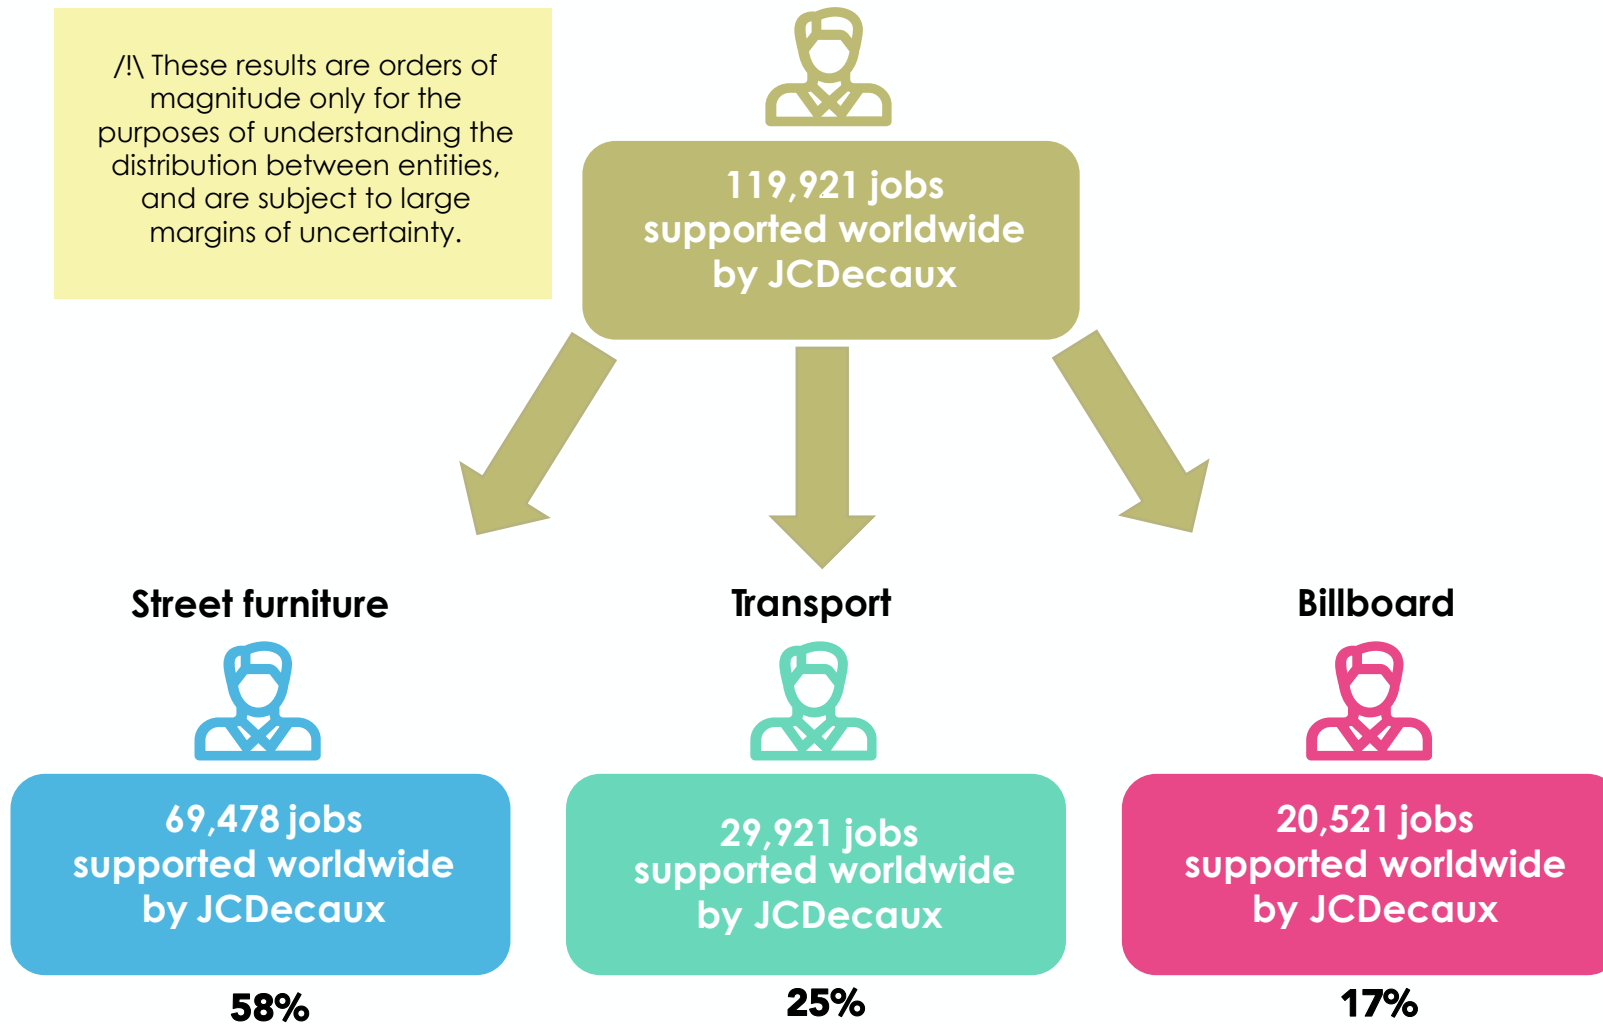 /!\ These results are orders of
magnitude only for the
purposes of understanding the
distribution between entities,
and are subject to large
margins of uncertainty.
119,921 jobs
supported worldwide
by JCDecaux
Street furniture
69,478 jobs
supported worldwide
by JCDecaux
58%
Transport
29,921 jobs
supported worldwide
by JCDecaux
25%
Billboard
20,521 jobs
supported worldwide
by JCDecaux
17%